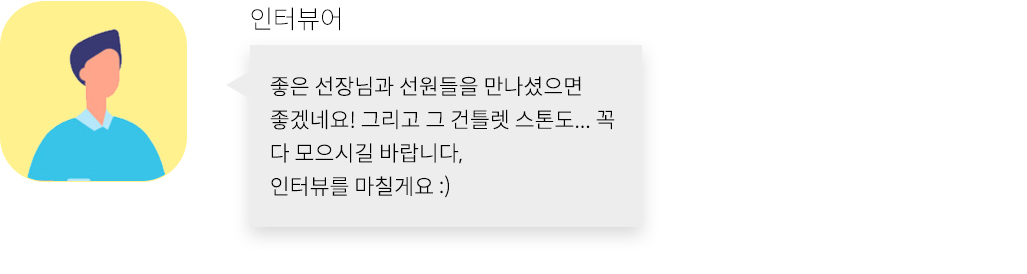 인터뷰어
좋은 선장님과 선원들을 만나셨으면
좋겠네요! 그리고 그 건틀렛 스톤도... 꼭
다 모으시길 바랍니다,
인터뷰를 마칠게요 :)